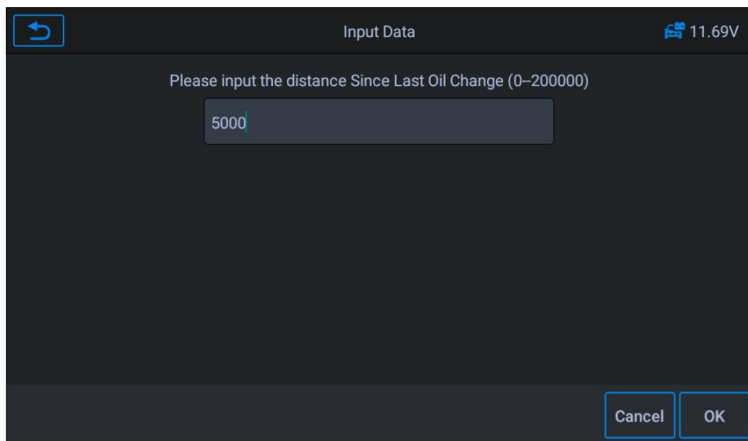 Input Data
11.69V
Please input the distance Since Last Oil Change (0--200000)
5000
Cancel
OK